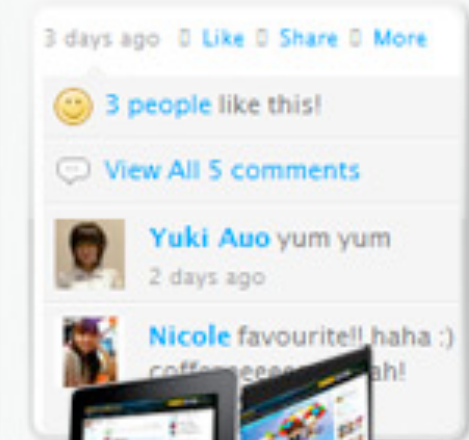 3 days ago Like Share More
3 people like this!
View All 5 comments
Yuki Auo yum yum
2 days ago
Nicole favourite!! haha :)